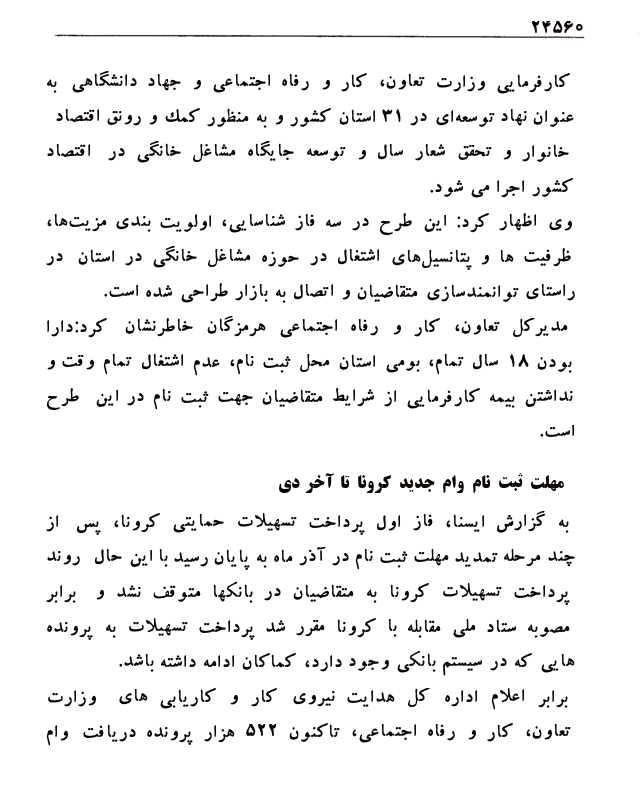 ۲۴۵۶۰
کارفرمایی وزارت تعاون، کار و رفاه اجتماعی و جهاد دانشگاهی به
عنوان نهاد توسعه‌ای در ۳۱ استان کشور و به منظور کمك و رونق اقتصاد
خانوار و تحقق شعار سال و توسعه جایگاه مشاغل خانگی در اقتصاد
کشور اجرا می شود.
وی اظهار کرد: این طرح در سه فاز شناسایی، اولویت بندی مزیت‌ها،
ظرفیت ها و پتانسیل‌های اشتغال در حوزه مشاغل خانگی در استان در
راستای توانمندسازی متقاضیان و اتصال به بازار طراحی شده است.
مدیرکل تعاون، کار و رفاه اجتماعی هرمزگان خاطرنشان کرد:دارا
بودن ۱۸ سال تمام، بومی استان محل ثبت نام، عدم اشتغال تمام وقت و
نداشتن بیمه کارفرمایی از شرایط متقاضیان جهت ثبت نام در این طرح
است.
مهلت ثبت نام وام جدید کرونا تا آخر دی
به گزارش ایسنا، فاز اول پرداخت تسهیلات حمایتی کرونا، پس از
چند مرحله تمدید مهلت ثبت نام در آذر ماه به پایان رسید با این حال روند
پرداخت تسهیلات کرونا به متقاضیان در بانکها متوقف نشد و برابر
مصوبه ستاد ملی مقابله با کرونا مقرر شد پرداخت تسهیلات به پرونده
هایی که در سیستم بانکی وجود دارد، کماکان ادامه داشته باشد.
برابر اعلام اداره کل هدایت نیروی کار و کاریابی های وزارت
تعاون، کار و رفاه اجتماعی، تاکنون ۵۲۲ هزار پرونده دریافت وام